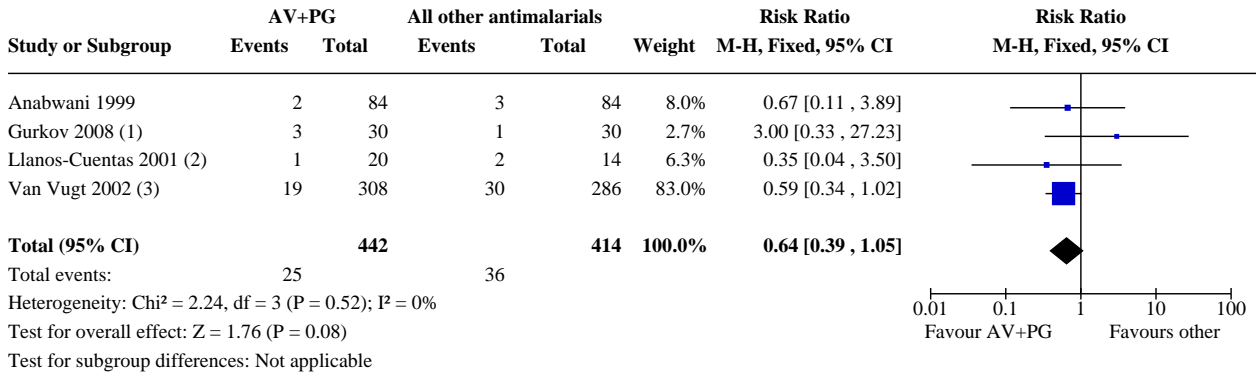 AV+PG All other antimalarials Risk Ratio Risk Ratio
Study or Subgroup Events Total Events Total Weight M-H, Fixed, 95% CI M-H, Fixed, 95% CI
Anabwani 1999 2 84 3 84 8.0% 0.67 [0.11 , 3.89]
Gurkov 2008 (1) 3 30 1 30 2.7% 3.00 [0.33 , 27.23]
Llanos-Cuentas 2001 (2) 1 20 2 14 6.3% 0.35 [0.04 , 3.50]
Van Vugt 2002 (3) 19 308 30 286 83.0% 0.59 [0.34 , 1.02]
Total (95% CI) 442 414 100.0% 0.64 [0.39 , 1.05]
Total events: 25 36
Heterogeneity: Chi² = 2.24, df = 3 (P = 0.52); I² = 0%
0.01 0.1 1 10 100
Test for overall effect: Z = 1.76 (P = 0.08)
Favour AV+PG Favours other
Test for subgroup differences: Not applicable